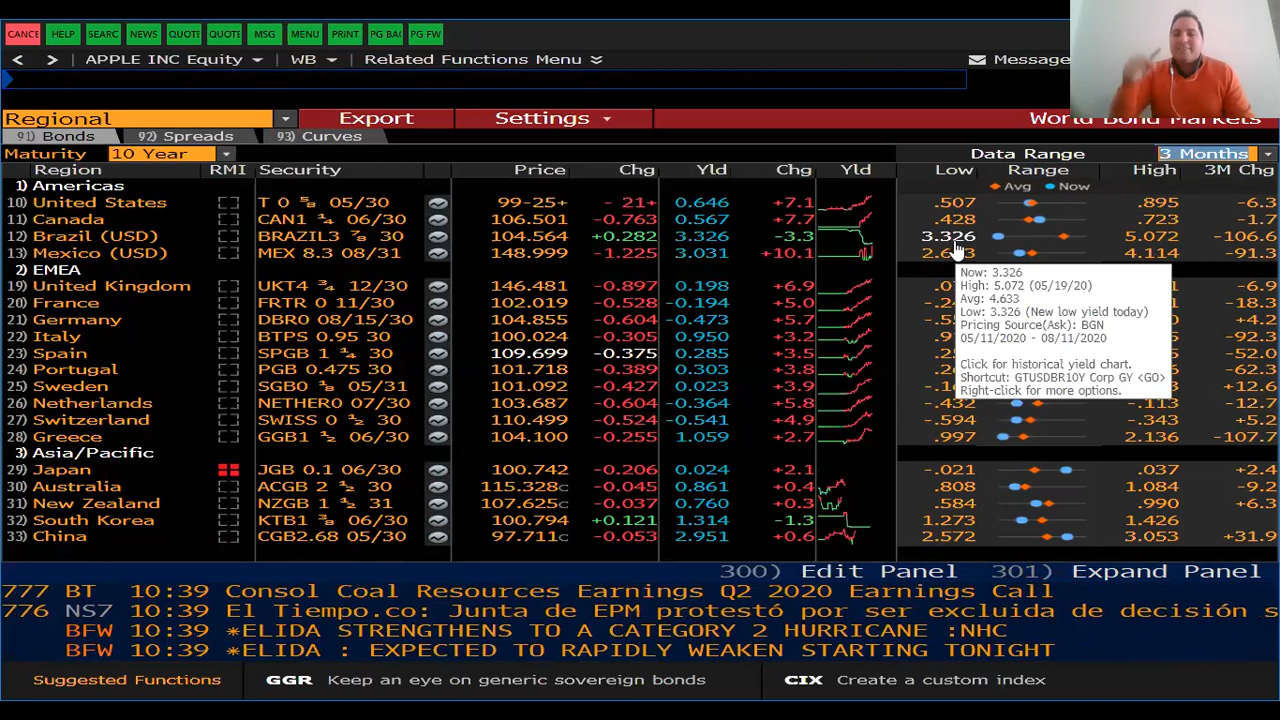 CANCE HELP SEARC NEWS QUOTE QUOTE MSG MENU PRINT PG BAC PG FW
< > APPLE INC Equity WB Related Functions Menu Message
Regional Export Settings World Bond Markets
91) Bonds 92) Spreads 93) Curves
Maturity 10 Year Data Range 3 Months
Region RMI Security Price Chg Yld Chg Yld Low Range High 3M Chg
1) Americas Avg Now
10) United States T 0 ⅝ 05/30 99-25+ - 21+ 0.646 +7.1 .507 .895 -6.3
11) Canada CAN1 ¼ 06/30 106.501 -0.763 0.567 +7.7 .428 .723 -1.7
12) Brazil (USD) BRAZIL3 ⅞ 30 104.564 +0.282 3.326 -3.3 3.326 5.072 -106.6
13) Mexico (USD) MEX 8.3 08/31 148.999 -1.225 3.031 +10.1 4.114 -91.3
2) EMEA
19) United Kingdom UKT4 ¾ 12/30 146.481 -0.897 0.198 +6.9
20) France FRTR 0 11/30 102.019 -0.528 -0.194 +5.0 -18.3
21) Germany DBR0 08/15/30 104.855 -0.604 -0.473 +5.7 +4.2
22) Italy BTPS 0.95 30 100.024 -0.305 0.950 +3.2 -92.3
23) Spain SPGB 1 ¼ 30 109.699 -0.375 0.285 +3.5 -52.0
24) Portugal PGB 0.475 30 101.092 +3.8
25) Sweden SGB0 ⅛ 05/31 101.092 -0.427 0.023 +3.9 +12.6
26) Netherlands NETHER0 07/30 103.687 -0.604 -0.364 +5.8 -.432 -.113 -12.7
27) Switzerland SWISS 0 ½ 30 110.499 -0.524 -0.541 +4.9 -.594 -.343 +5.2
28) Greece GGB1 ½ 06/30 104.100 -0.255 1.059 +2.7 .997 2.136 -107.7
Now: 3.326
High: 5.072 (05/19/20)
Avg: 4.633
Low: 3.326 (New low yield today)
Pricing Source(Ask): BGN
05/11/2020 - 08/11/2020
Click for historical yield chart.
Shortcut: GTUSDBR10Y Corp GY <GO>
Right-click for more options.
3) Asia/Pacific
29) Japan JGB 0.1 06/30 100.742 -0.206 0.024 +2.1 -.021 .037 +2.4
30) Australia ACGB 2 ½ 30 115.328c -0.045 0.861 +0.4 .808 1.084 -9.2
31) New Zealand NZGB 1 ½ 31 107.625c -0.037 0.760 +0.3 .584 .990 +6.3
32) South Korea KTB1 ⅜ 06/30 100.794 +0.121 1.314 -1.3 1.273 1.426
33) China CGB2.68 05/30 97.711c -0.053 2.951 +0.6 2.572 3.053 +31.9
300) Edit Panel 301) Expand Panel
777 BT 10:39 Consol Coal Resources Earnings Q2 2020 Earnings Call
776 NS7 10:39 El Tiempo.co: Junta de EPM protestó por ser excluida de decisión s
BFW 10:39 *ELIDA STRENGTHENS TO A CATEGORY 2 HURRICANE :NHC
BFW 10:39 *ELIDA : EXPECTED TO RAPIDLY WEAKEN STARTING TONIGHT
Suggested Functions GGR Keep an eye on generic sovereign bonds CIX Create a custom index